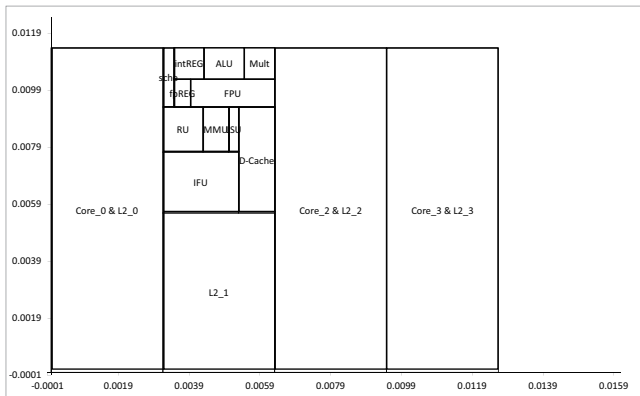 0.0119
intREG ALU Mult
sche
0.0099
fpREG FPU
0.0079
RU MMU LSU
D-Cache
IFU
0.0059
Core_0 & L2_0 Core_2 & L2_2 Core_3 & L2_3
0.0039
L2_1
0.0019
-0.0001
-0.0001 0.0019 0.0039 0.0059 0.0079 0.0099 0.0119 0.0139 0.0159